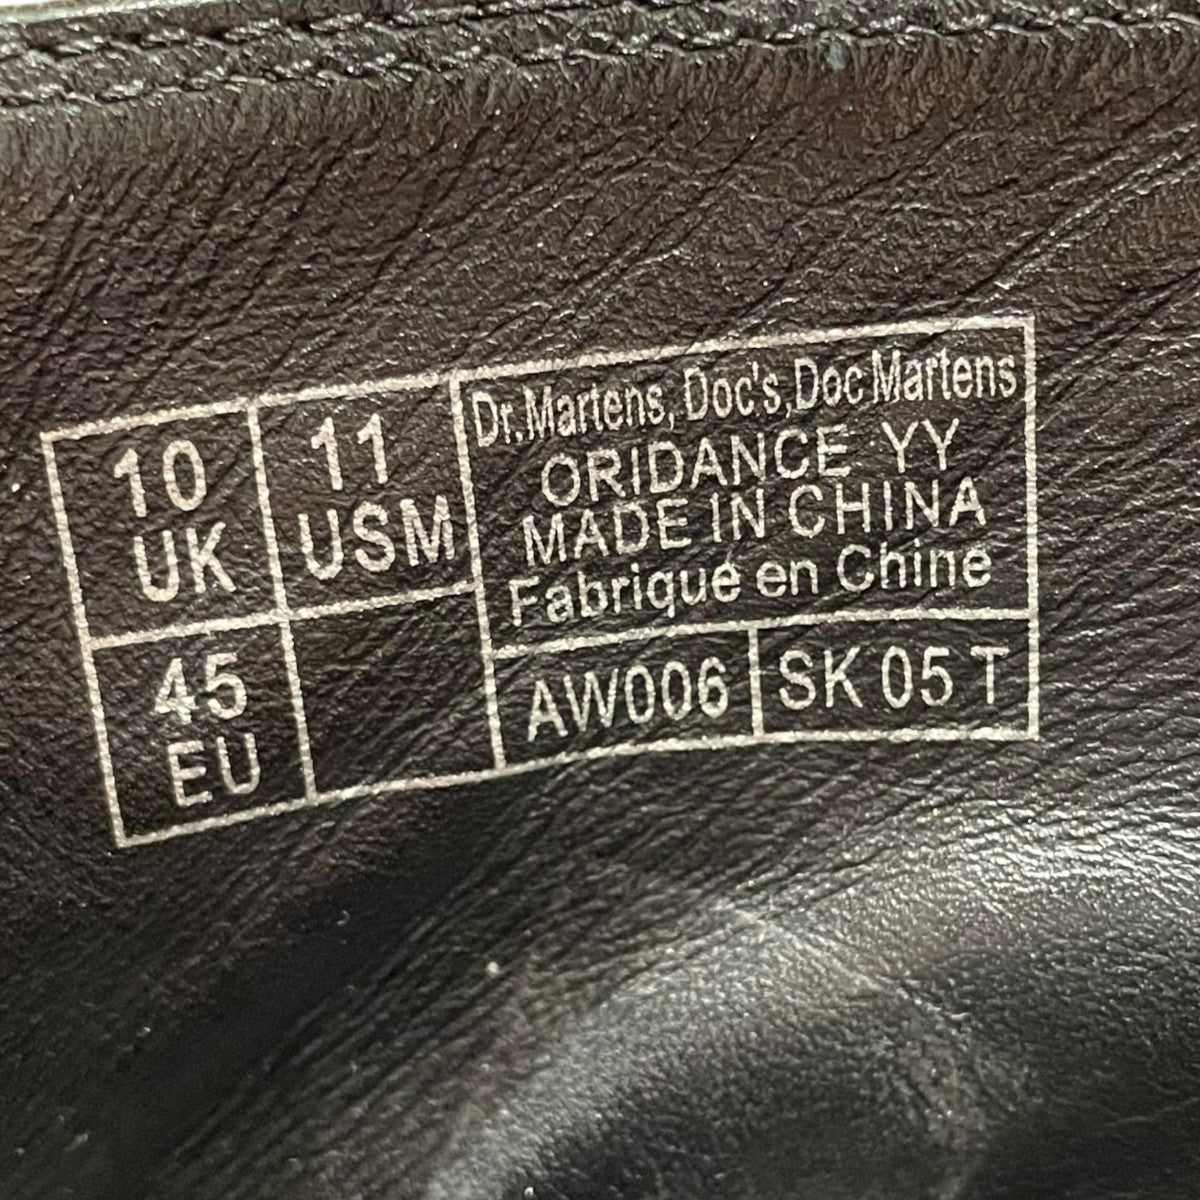 10
UK
11
USM
45
EU
Dr. Martens, Doc's, Doc Martens
ORIDANCE YY
MADE IN CHINA
Fabriqué en Chine
AW006
SK 05 T